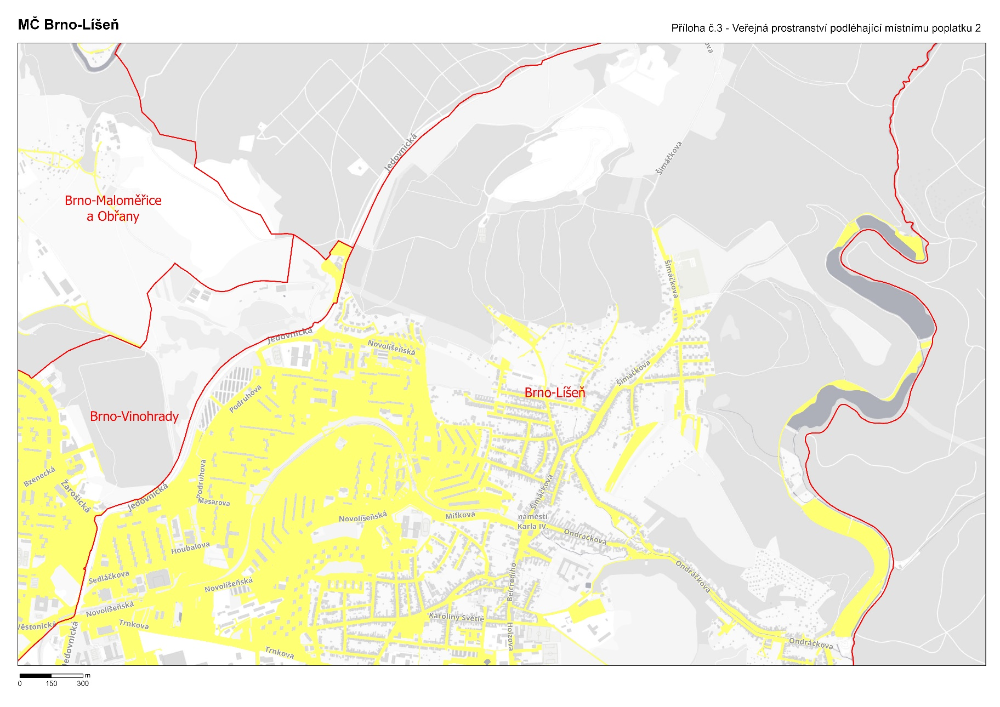 MČ Brno-Líšeň
Příloha č.3 - Veřejná prostranství podléhající místnímu poplatku 2
Jedovnická
Šimáčkova
Brno-Maloměřice
a Obřany
Šimáčkova
Jedovnická
Novolíšeňská
Šimáčkova
Podruhova
Brno-Líšeň
Brno-Vinohrady
Podruhova
Bzenecká
Žarošická
Jedovnická
Masarova
Šimáčkova
Novolíšeňská
Mifkova
náměstí
Karla IV.
Ondráčkova
Houbalova
Ondráčkova
Sedláčkova
Novolíšeňská
Belcrediho
Novolíšeňská
Karolíny Světlé
Věstonická
Trnkova
Jedovnická
Holzova
Ondráčkova
Trnkova
m
0 150 300